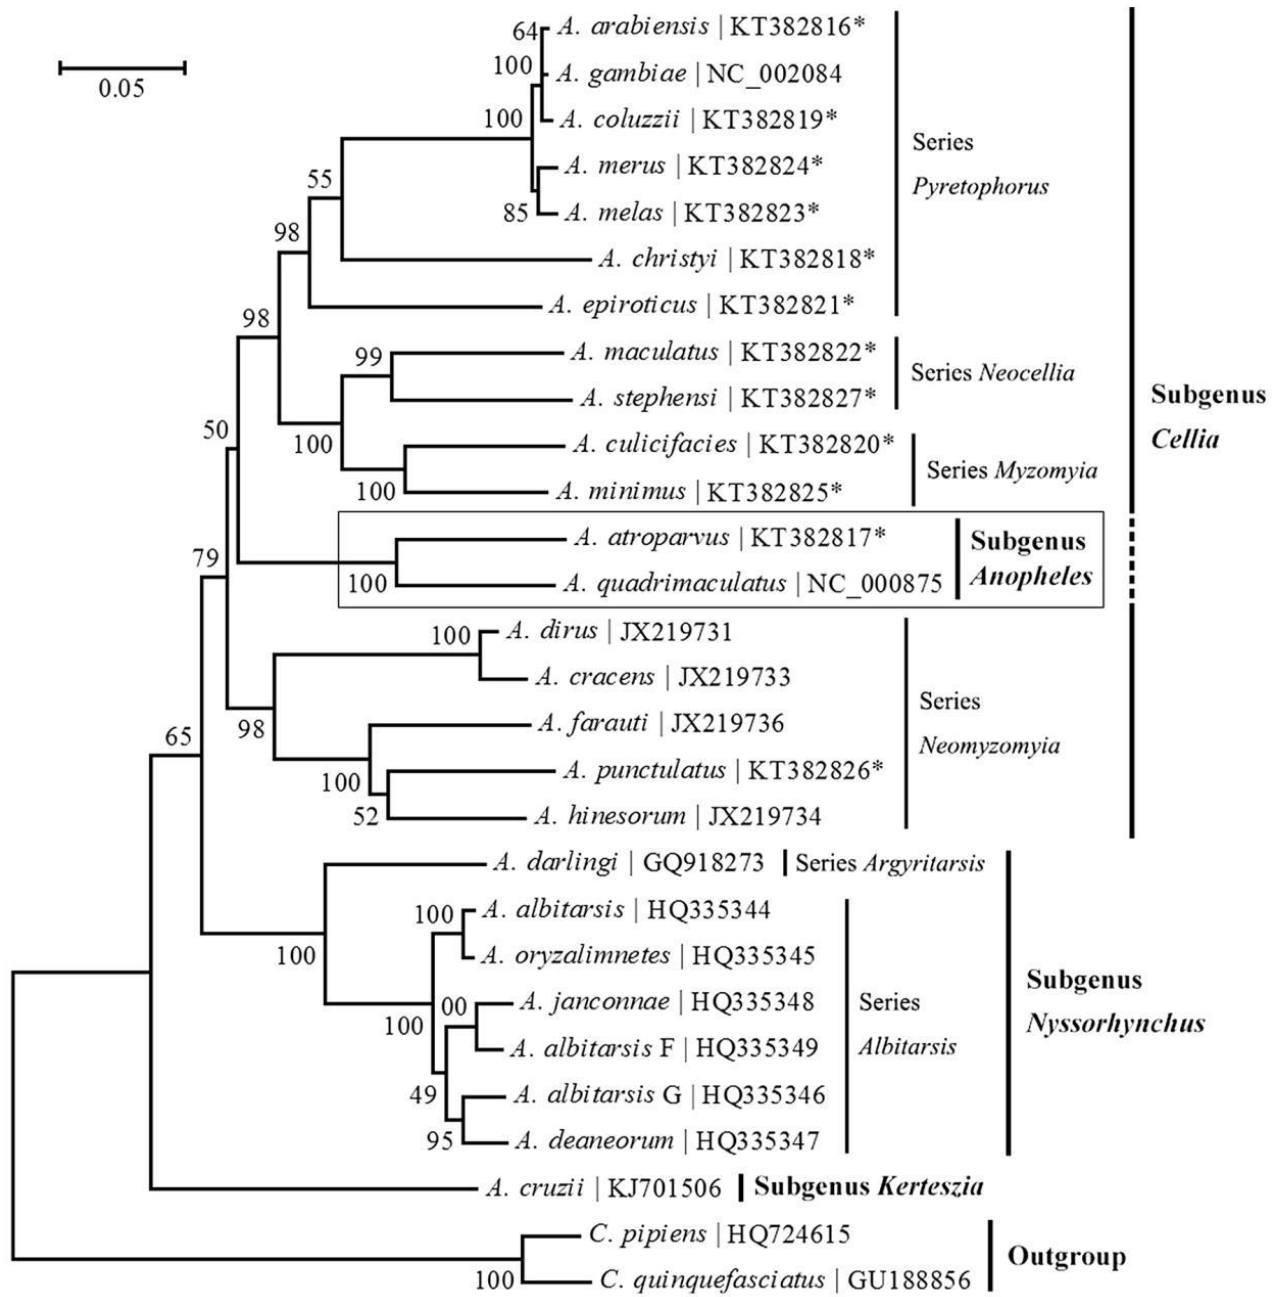 64
A. arabiensis | KT382816*
0.05
100
A. gambiae | NC_002084
100
A. coluzzii | KT382819*
Series
Pyretophorus
A. merus | KT382824*
55
85
A. melas | KT382823*
98
A. christyi | KT382818*
A. epiroticus | KT382821*
98
99
A. maculatus | KT382822*
Series Neocellia
A. stephensi | KT382827*
Subgenus
Cellia
50
100
A. culicifacies | KT382820*
Series Myzomyia
100
A. minimus | KT382825*
79
A. atroparvus | KT382817*
Subgenus
Anopheles
100
A. quadrimaculatus | NC_000875
100
A. dirus | JX219731
A. cracens | JX219733
Series
Neomyzomyia
98
A. farauti | JX219736
65
100
A. punctulatus | KT382826*
52
A. hinesorum | JX219734
A. darlingi | GQ918273
Series Argyritarsis
100
A. albitarsis | HQ335344
100
A. oryzalimnetes | HQ335345
Subgenus
Nyssorhynchus
00
A. janconnae | HQ335348
Series
Albitarsis
100
A. albitarsis F | HQ335349
49
A. albitarsis G | HQ335346
95
A. deaneorum | HQ335347
A. cruzii | KJ701506
Subgenus Kerteszia
C. pipiens | HQ724615
Outgroup
100
C. quinquefasciatus | GU188856